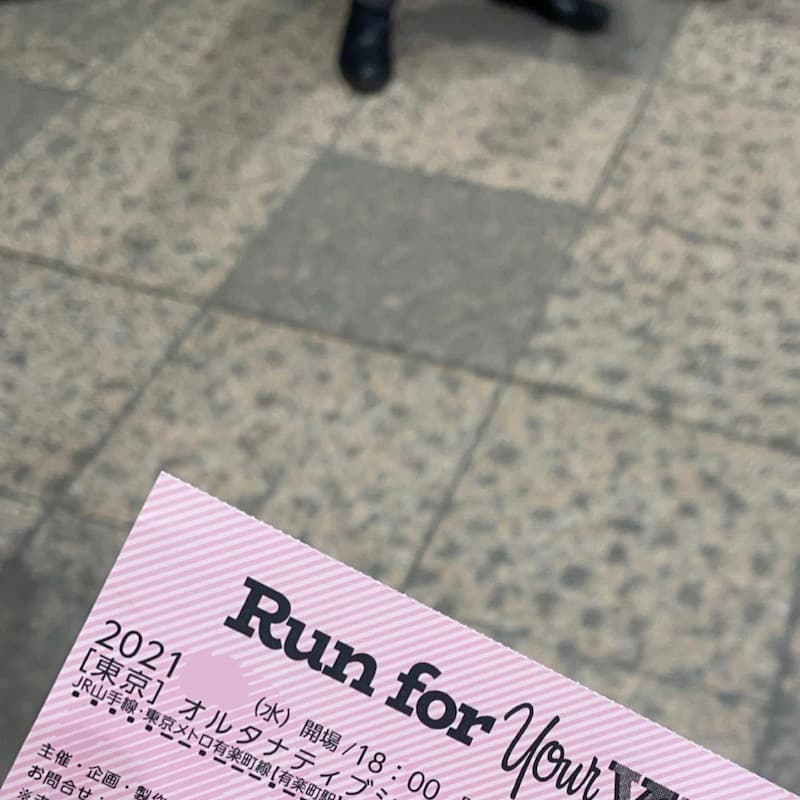 Run for Your
2021 (水) 開場/18:00
[東京] オルタナティブ
JR山手線・東京メトロ有楽町線【有楽町駅】
主催・企画・製作
お問合せ：